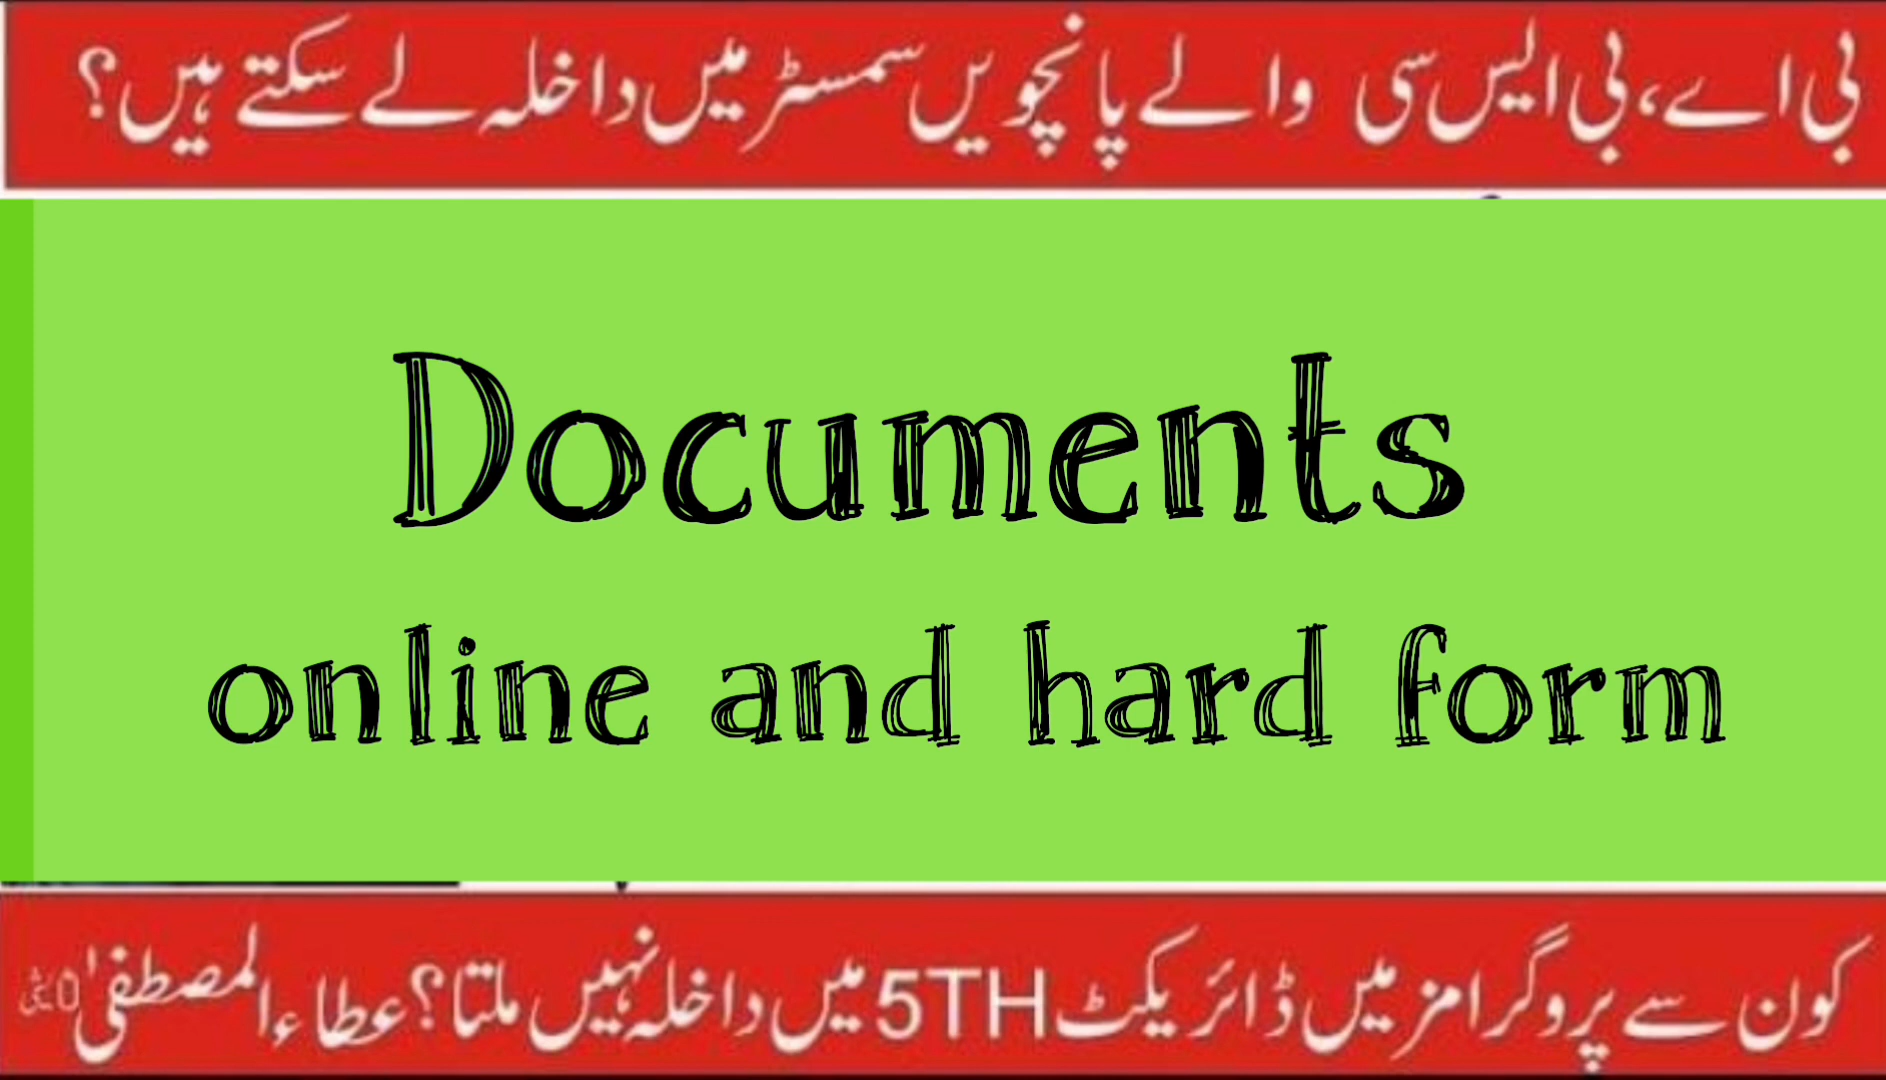 بی اے، بی ایس سی والے پانچویں سمسٹر میں داخلہ لے سکتے ہیں؟
Documents
online and hard form
کون سے پروگرامز میں ڈائریکٹ 5TH میں داخلہ نہیں ملتا؟ عطاء المصطفیٰ